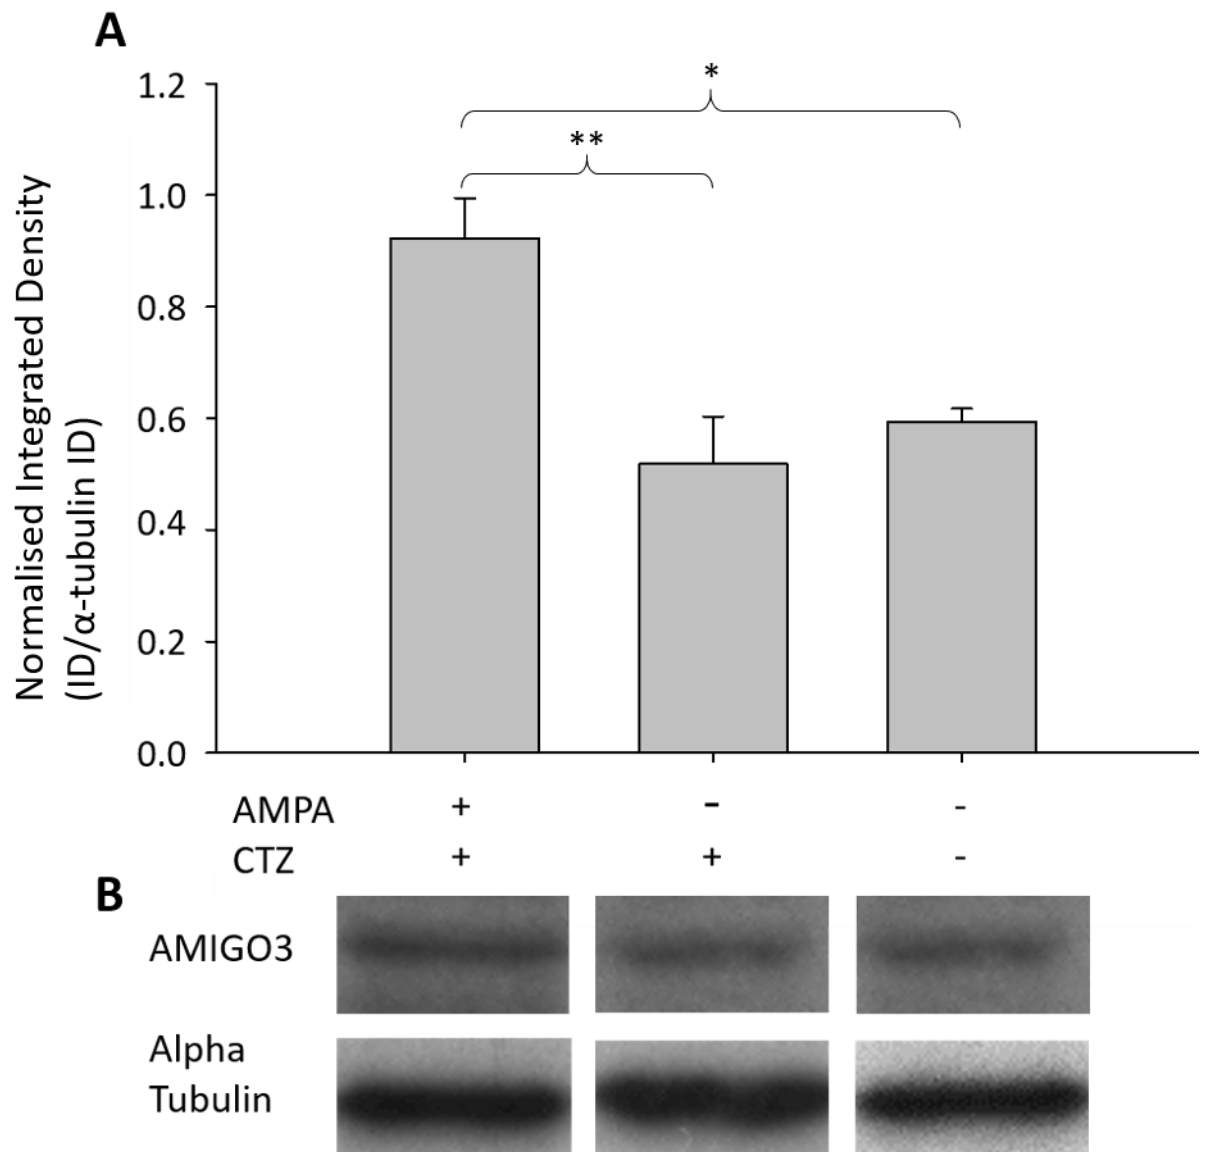 A
*
**
1.2
1.0
0.8
0.6
0.4
0.2
0.0
Normalised Integrated Density
(ID/α-tubulin ID)
AMPA + - -
CTZ + + -
B
AMIGO3
Alpha
Tubulin